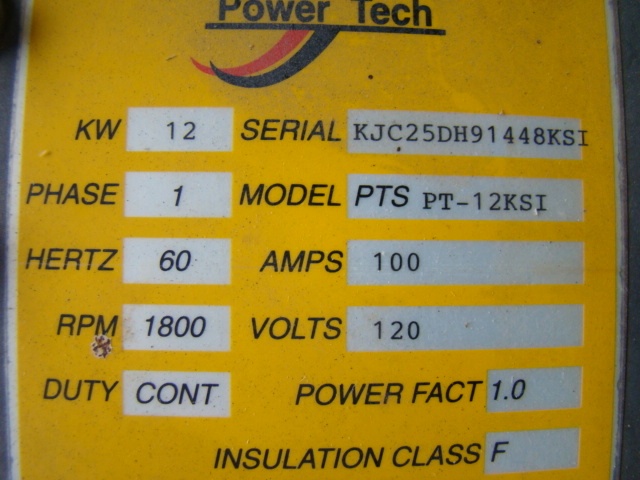 Power Tech
KW 12 SERIAL KJC25DH91448KSI
PHASE 1 MODEL PTS PT-12KSI
HERTZ 60 AMPS 100
RPM 1800 VOLTS 120
DUTY CONT POWER FACT 1.0
INSULATION CLASS F